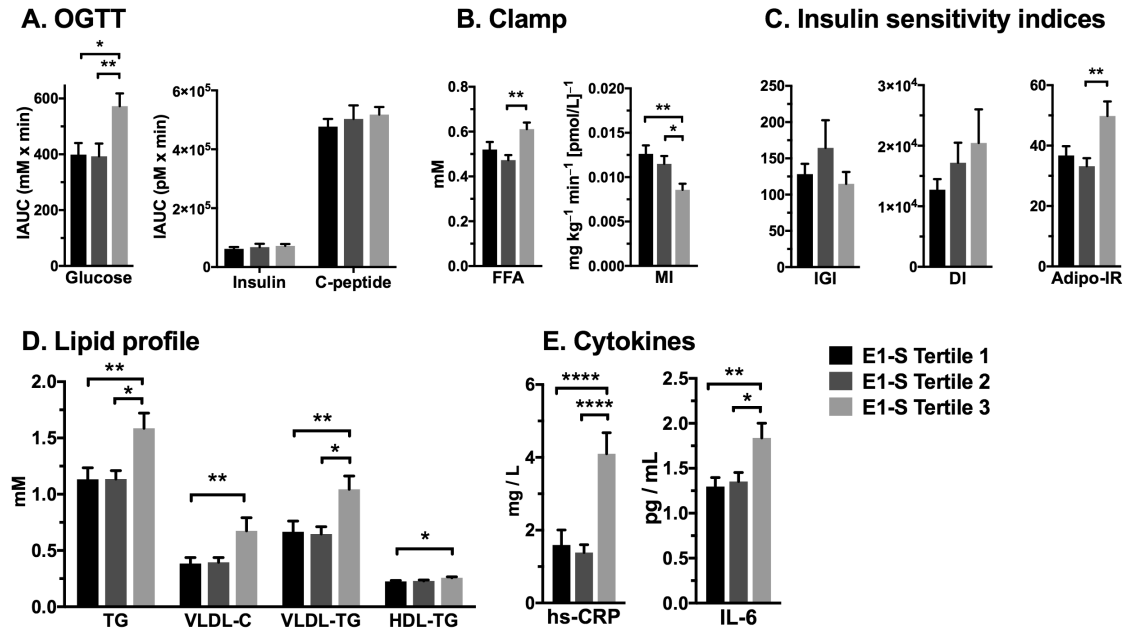 A. OGTT
B. Clamp
C. Insulin sensitivity indices
*
**
IAUC (mM x min)
600
400
200
0
Glucose
IAUC (pM x min)
6×10⁵
4×10⁵
2×10⁵
0
Insulin
C-peptide
**
mM
0.8
0.6
0.4
0.2
0.0
FFA
**
*
mg kg⁻¹ min⁻¹ [pmol/L]⁻¹
0.020
0.015
0.010
0.005
0.000
MI
250
200
150
100
50
0
IGI
3×10⁴
2×10⁴
1×10⁴
0
DI
**
60
40
20
0
Adipo-IR
D. Lipid profile
**
*
**
**
*
*
mM
2.0
1.5
1.0
0.5
0.0
TG
VLDL-C
VLDL-TG
HDL-TG
E. Cytokines
****
****
mg / L
6
4
2
0
hs-CRP
**
*
pg / mL
2.5
2.0
1.5
1.0
0.5
0.0
IL-6
E1-S Tertile 1
E1-S Tertile 2
E1-S Tertile 3